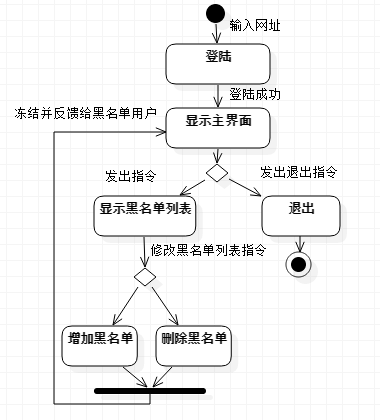 输入网址
登陆
登陆成功
冻结并反馈给黑名单用户
显示主界面
发出指令
发出退出指令
显示黑名单列表
退出
修改黑名单列表指令
增加黑名单
删除黑名单